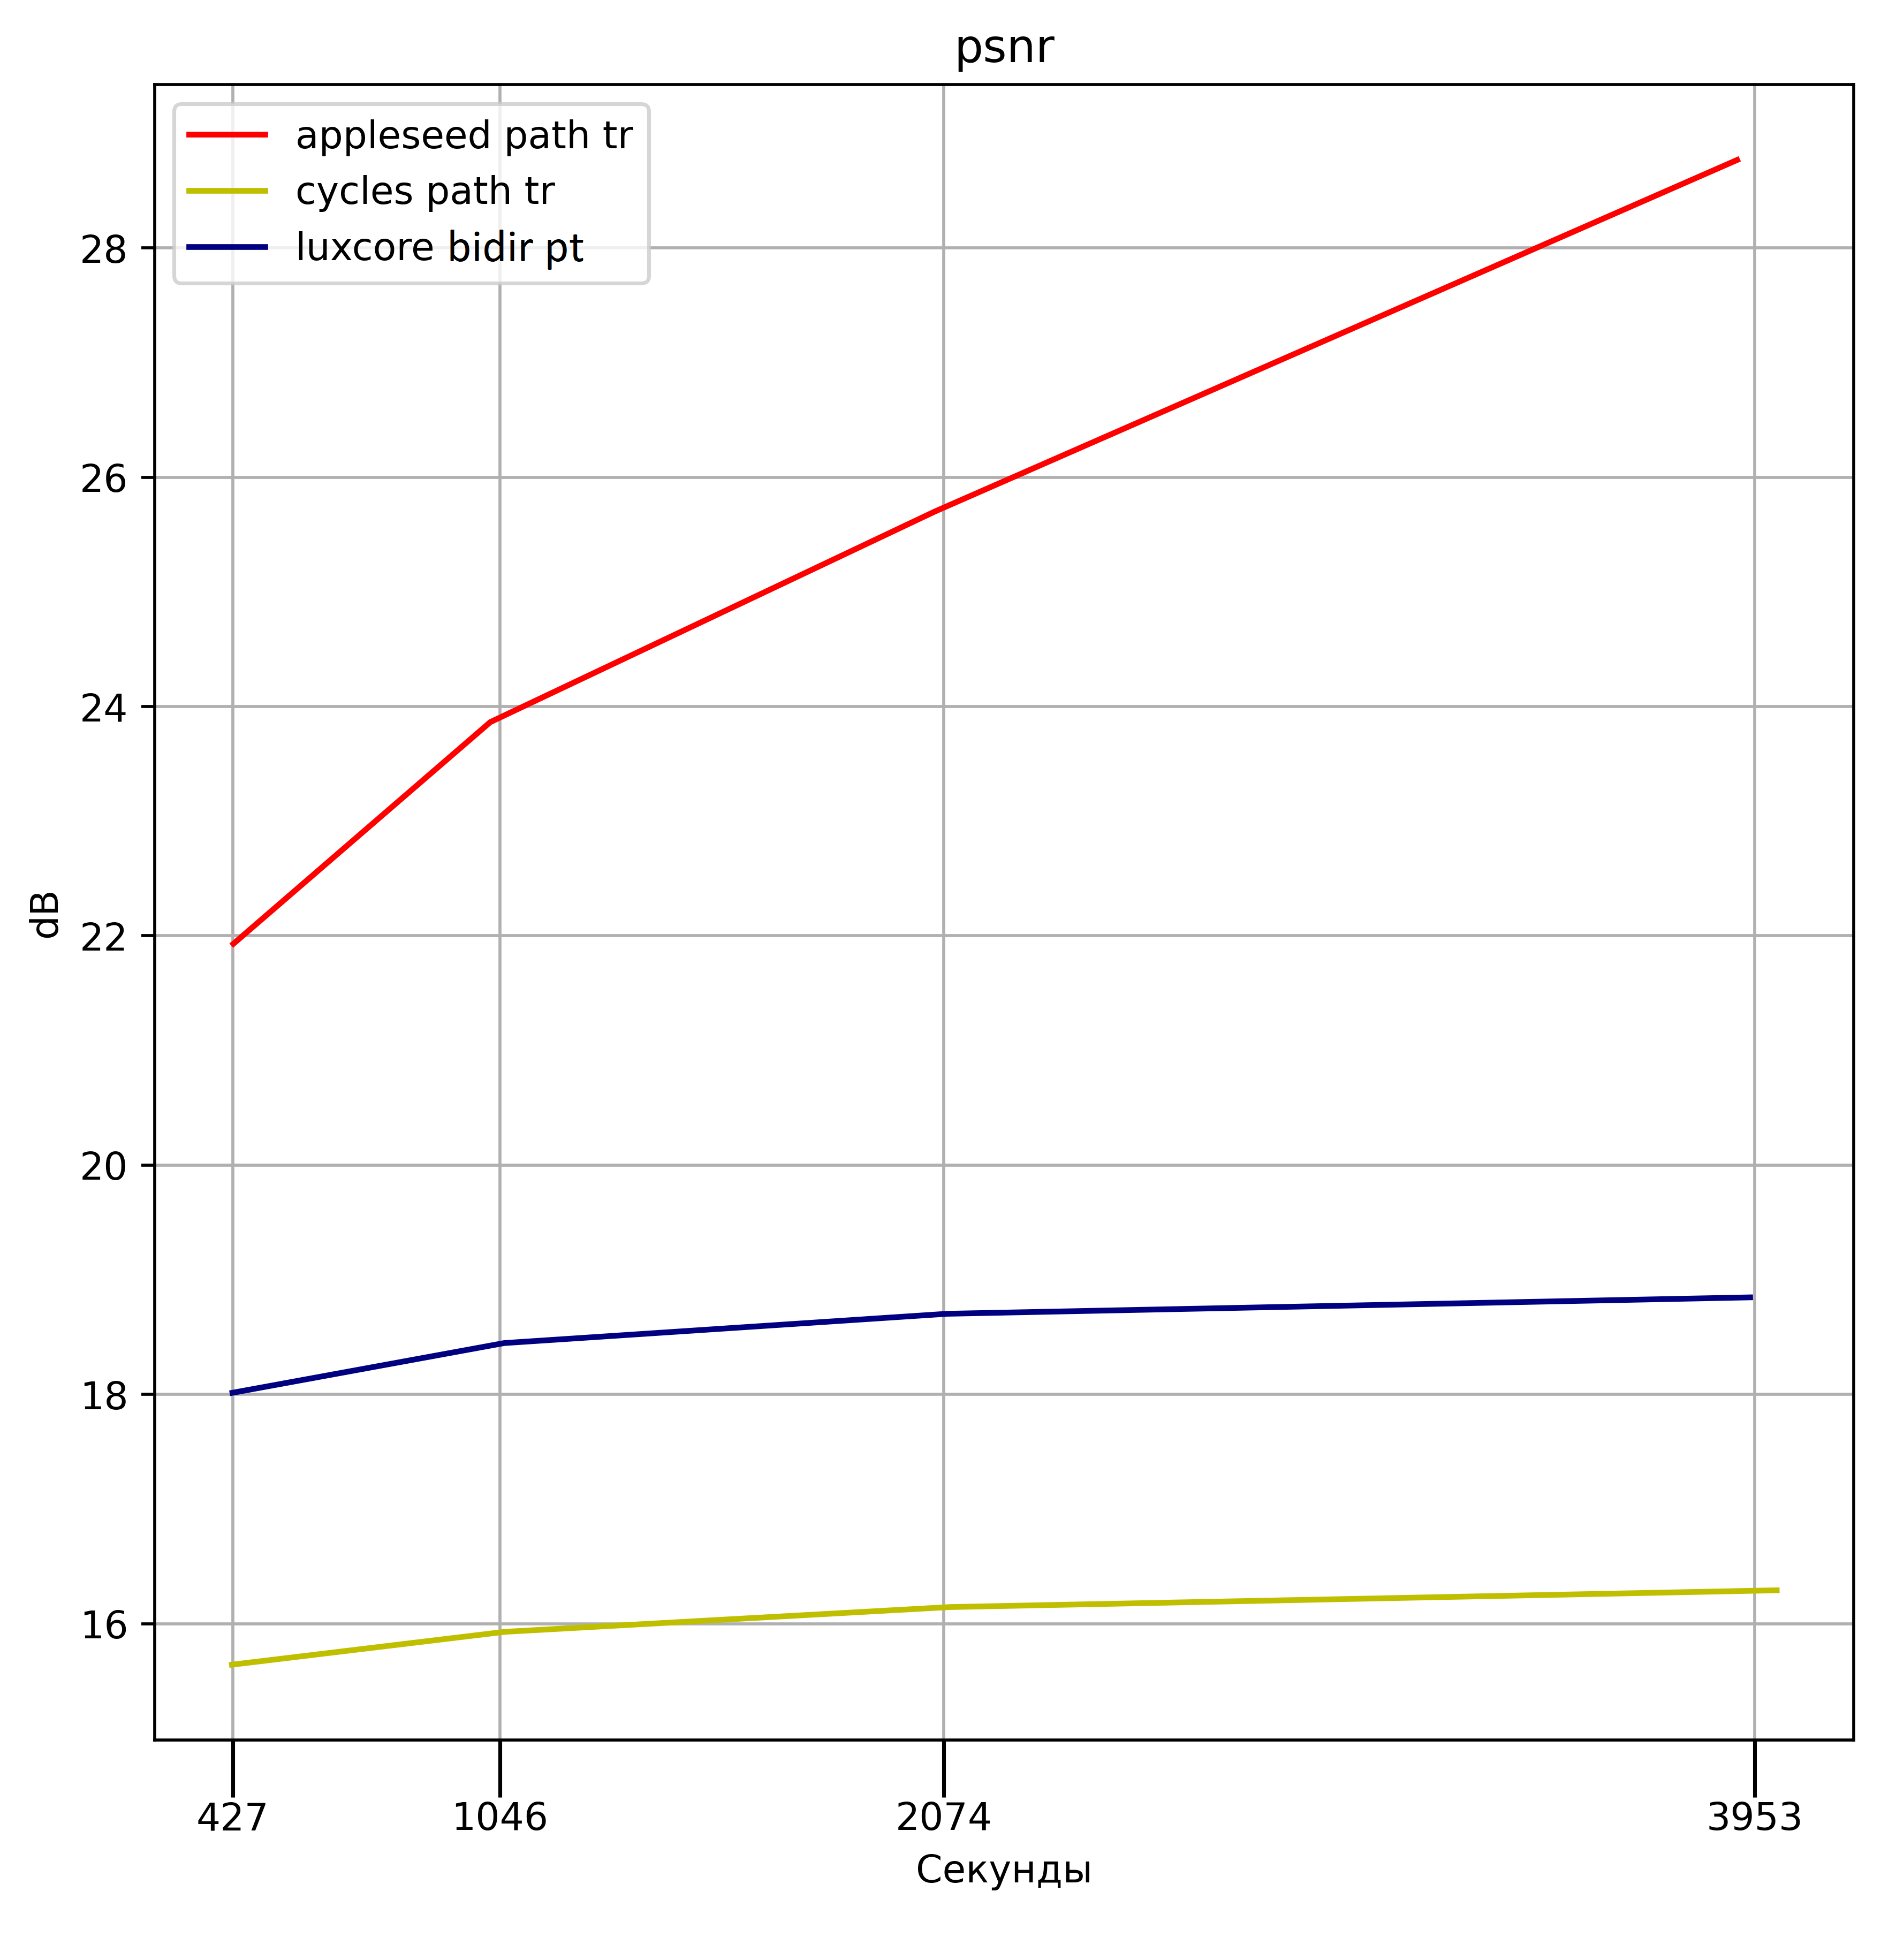 psnr
appleseed path tr
cycles path tr
luxcore bidir pt
28
26
24
22
20
18
16
dB
427 1046 2074 3953
Секунды